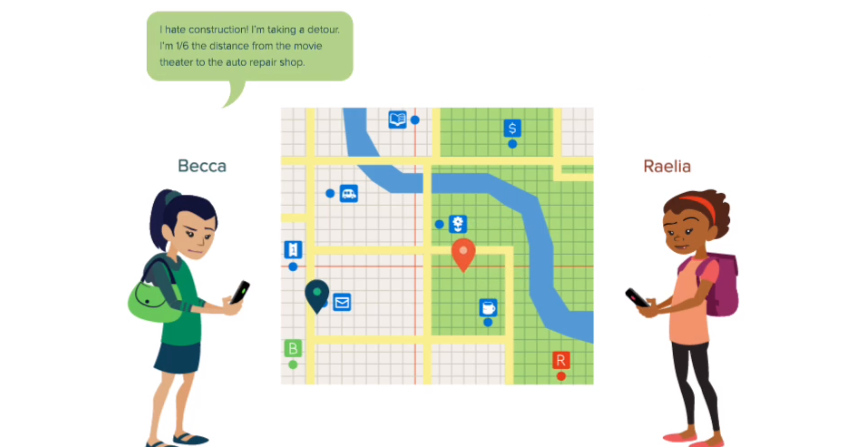 I hate construction! I'm taking a detour.
I'm 1/6 the distance from the movie
theater to the auto repair shop.
Becca
Raelia
$
B
R